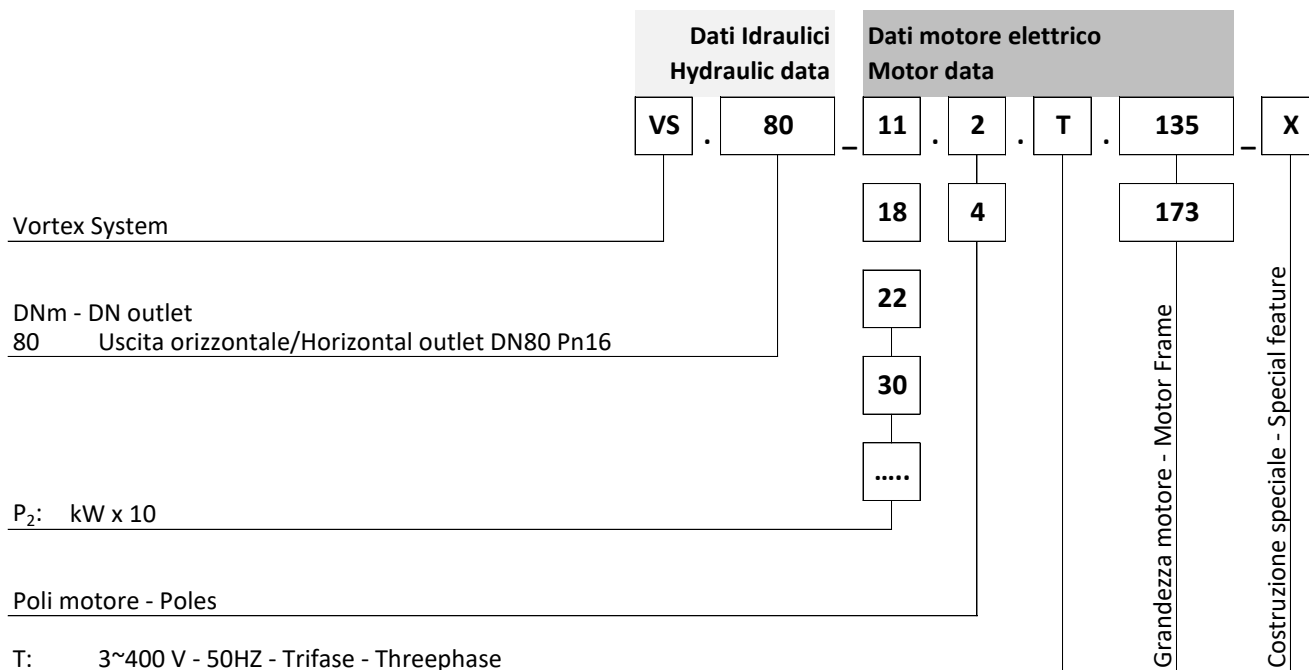 Dati Idraulici Dati motore elettrico
Hydraulic data Motor data
VS . 80 _ 11 . 2 . T . 135 _ X
18 4 173
Vortex System
22
DNm - DN outlet
80 Uscita orizzontale/Horizontal outlet DN80 Pn16
30
.....
P₂: kW x 10
Poli motore - Poles
T: 3~400 V - 50HZ - Trifase - Threephase
Grandezza motore - Motor Frame
Costruzione speciale - Special feature